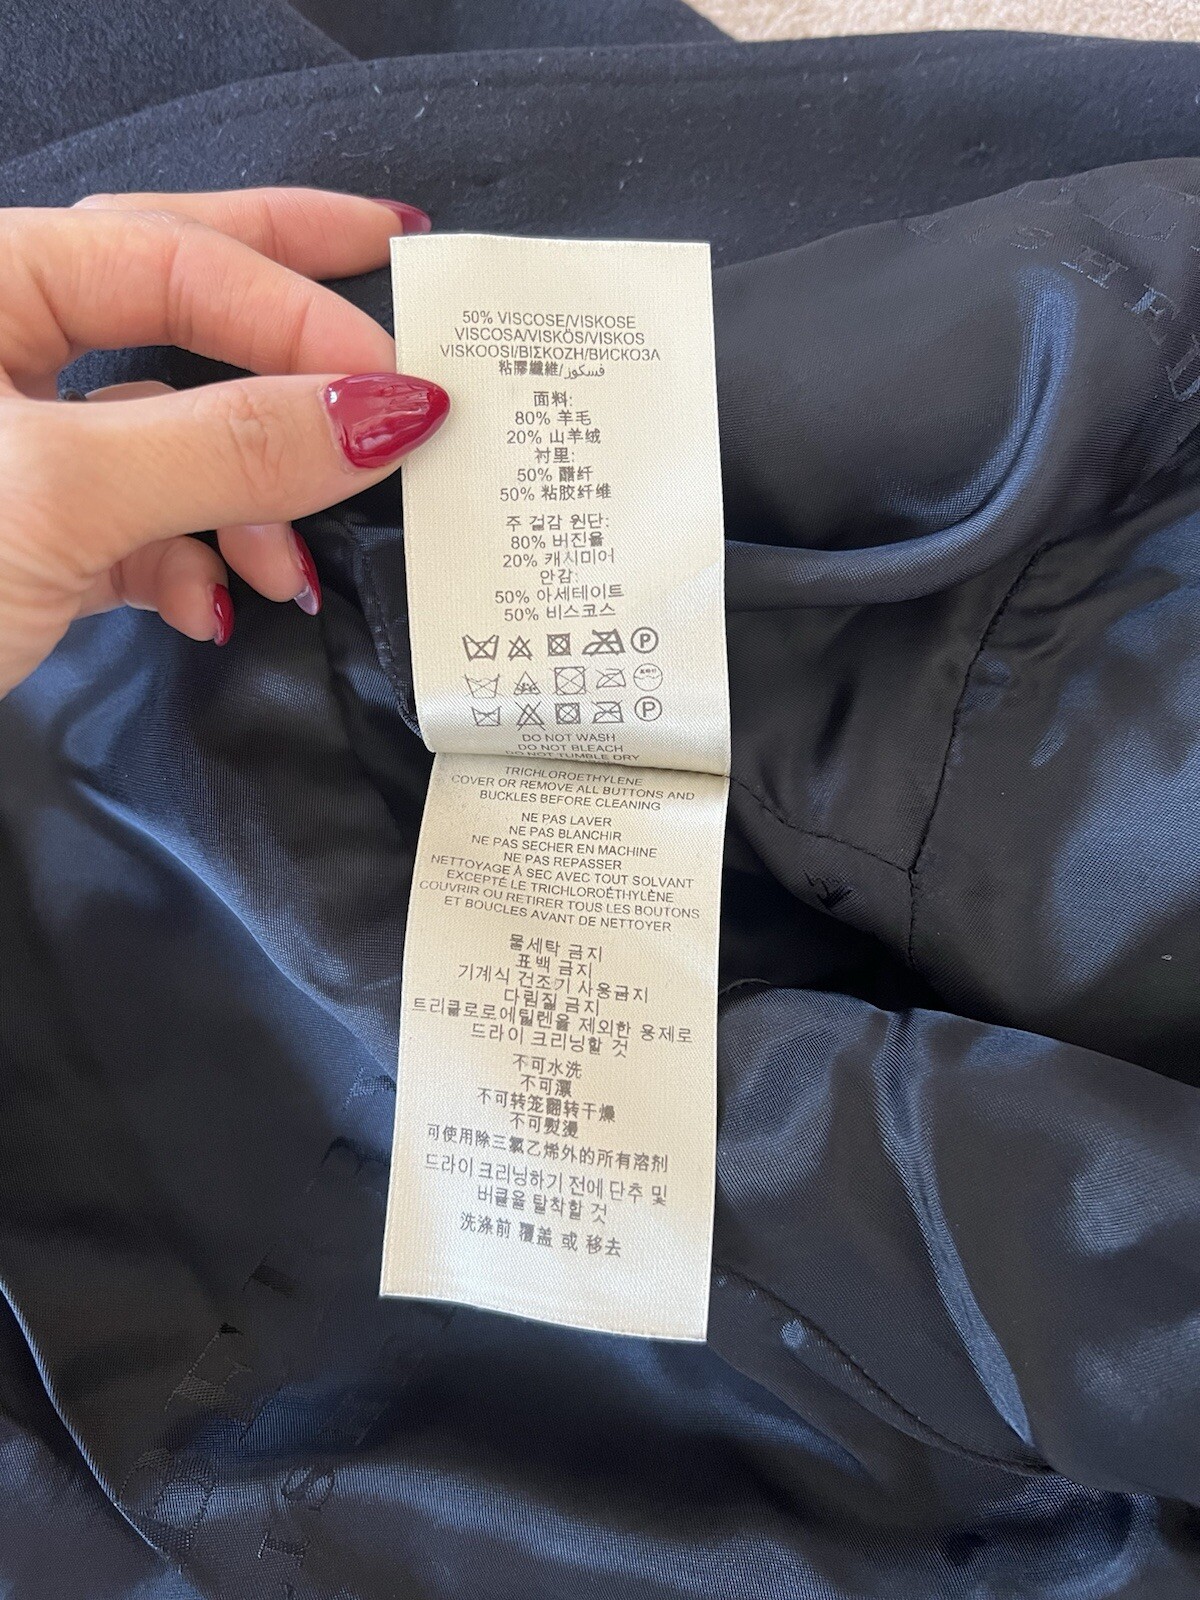 50% VISCOSE/VISKOSE
VISCOSA/VISKÓS/VISKOS
VISKOOSI/ΒΙΣΚΟΖΗ/ВИСКОЗА
粘膠纖維/فسكوز
面料:
80% 羊毛
20% 山羊绒
衬里:
50% 醋纤
50% 粘胶纤维
주 겉감 원단:
80% 버진울
20% 캐시미어
안감:
50% 아세테이트
50% 비스코스
P
P
DO NOT WASH
DO NOT BLEACH
DO NOT TUMBLE DRY
TRICHLOROETHYLENE
COVER OR REMOVE ALL BUTTONS AND
BUCKLES BEFORE CLEANING
NE PAS LAVER
NE PAS BLANCHIR
NE PAS SECHER EN MACHINE
NE PAS REPASSER
NETTOYAGE À SEC AVEC TOUT SOLVANT
EXCEPTÉ LE TRICHLOROÉTHYLÈNE
COUVRIR OU RETIRER TOUS LES BOUTONS
ET BOUCLES AVANT DE NETTOYER
물세탁 금지
표백 금지
기계식 건조기 사용금지
다림질 금지
트리클로로에틸렌을 제외한 용제로
드라이 크리닝할 것
不可水洗
不可漂
不可转笼翻转干燥
不可熨烫
可使用除三氯乙烯外的所有溶剂
드라이 크리닝하기 전에 단추 및
버클을 탈착할 것
洗涤前 覆盖 或 移去